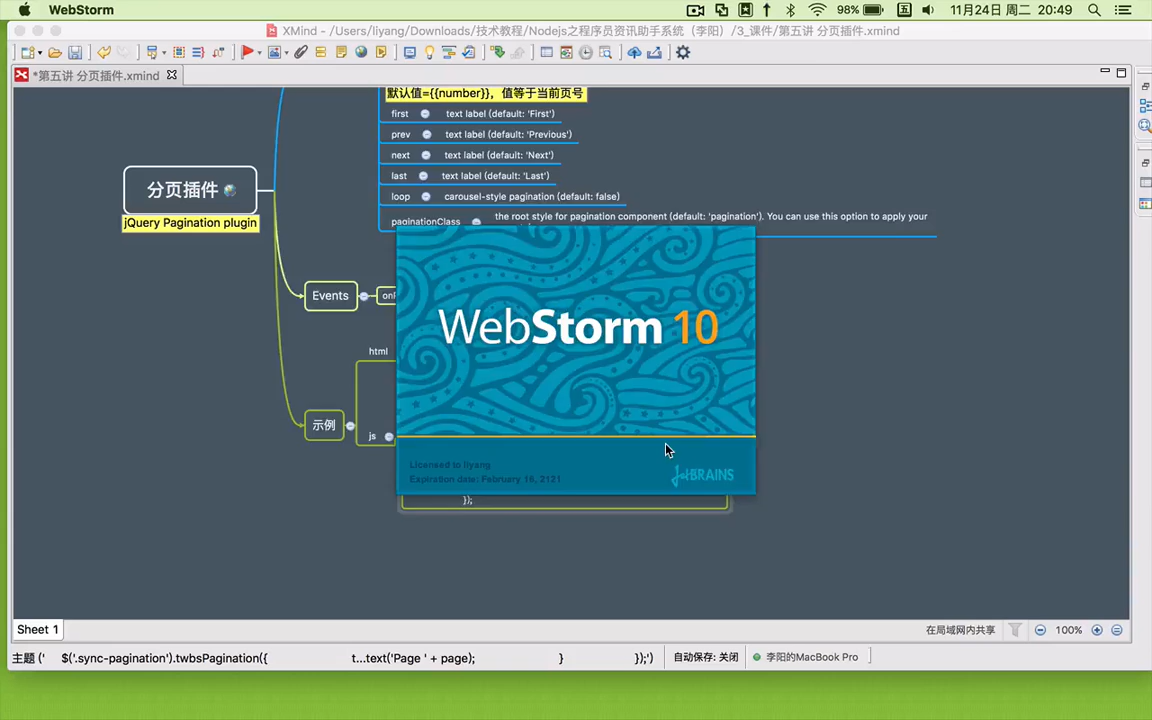 WebStorm
98%
五
11月24日 周二 20:49
XMind - /Users/liyang/Downloads/技术教程/Nodejs之程序员资讯助手系统（李阳）/3_课件/第五讲 分页插件.xmind
*第五讲 分页插件.xmind
默认值={{number}}，值等于当前页号
first text label (default: 'First')
prev text label (default: 'Previous')
next text label (default: 'Next')
last text label (default: 'Last')
loop carousel-style pagination (default: false)
paginationClass the root style for pagination component (default: 'pagination'). You can use this option to apply your
分页插件
jQuery Pagination plugin
Events
html
示例
js
WebStorm 10
Licensed to liyang
Expiration date: February 16, 2121
JetBRAINS
});
Sheet 1
在局域网内共享
100%
主题 (' $('.sync-pagination').twbsPagination({ t...text('Page ' + page); } });')
自动保存: 关闭
李阳的MacBook Pro